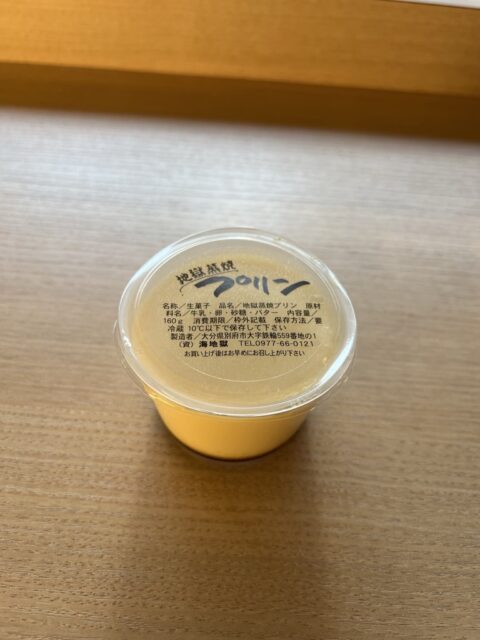 地獄蒸焼
プリン
名称／生菓子 品名／地獄蒸焼プリン 原材
料名／牛乳・卵・砂糖・バター 内容量／
160g 消費期限／枠外記載 保存方法／要
冷蔵 10℃以下で保存して下さい
製造者／大分県別府市大字鉄輪559番地の1
（資）海地獄 TEL0977-66-0121
お買い上げ後はお早めにお召し上がり下さい